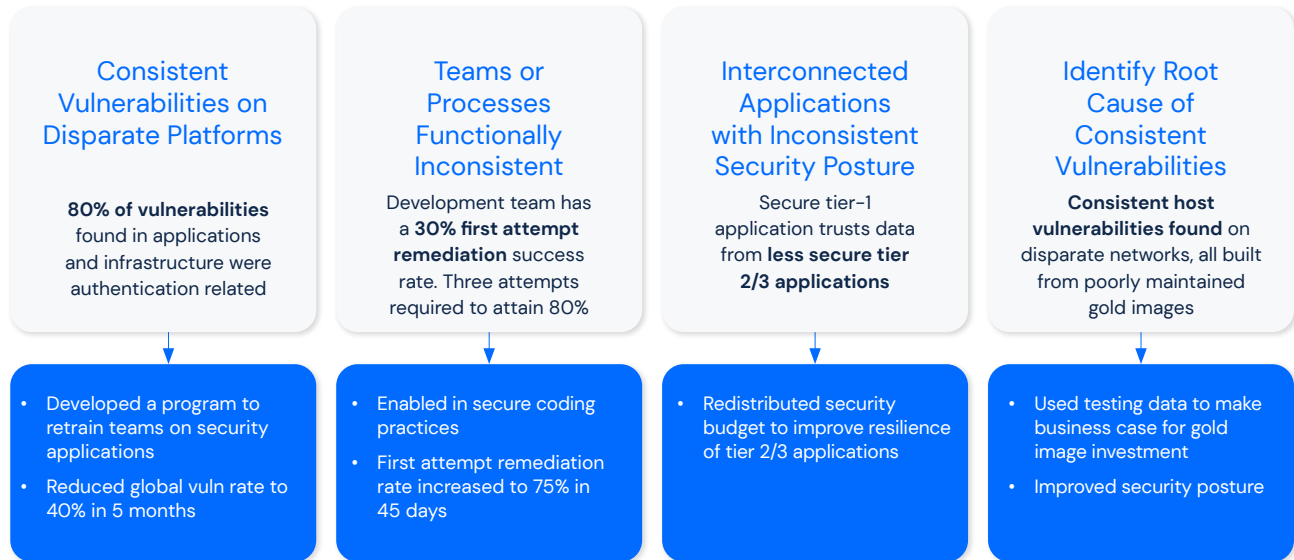 Consistent
Vulnerabilities on
Disparate Platforms
80% of vulnerabilities
found in applications
and infrastructure were
authentication related
• Developed a program to
retrain teams on security
applications
• Reduced global vuln rate to
40% in 5 months
Teams or
Processes
Functionally
Inconsistent
Development team has
a 30% first attempt
remediation success
rate. Three attempts
required to attain 80%
• Enabled in secure coding
practices
• First attempt remediation
rate increased to 75% in
45 days
Interconnected
Applications
with Inconsistent
Security Posture
Secure tier-1
application trusts data
from less secure tier
2/3 applications
• Redistributed security
budget to improve resilience
of tier 2/3 applications
Identify Root
Cause of
Consistent
Vulnerabilities
Consistent host
vulnerabilities found on
disparate networks, all built
from poorly maintained
gold images
• Used testing data to make
business case for gold
image investment
• Improved security posture